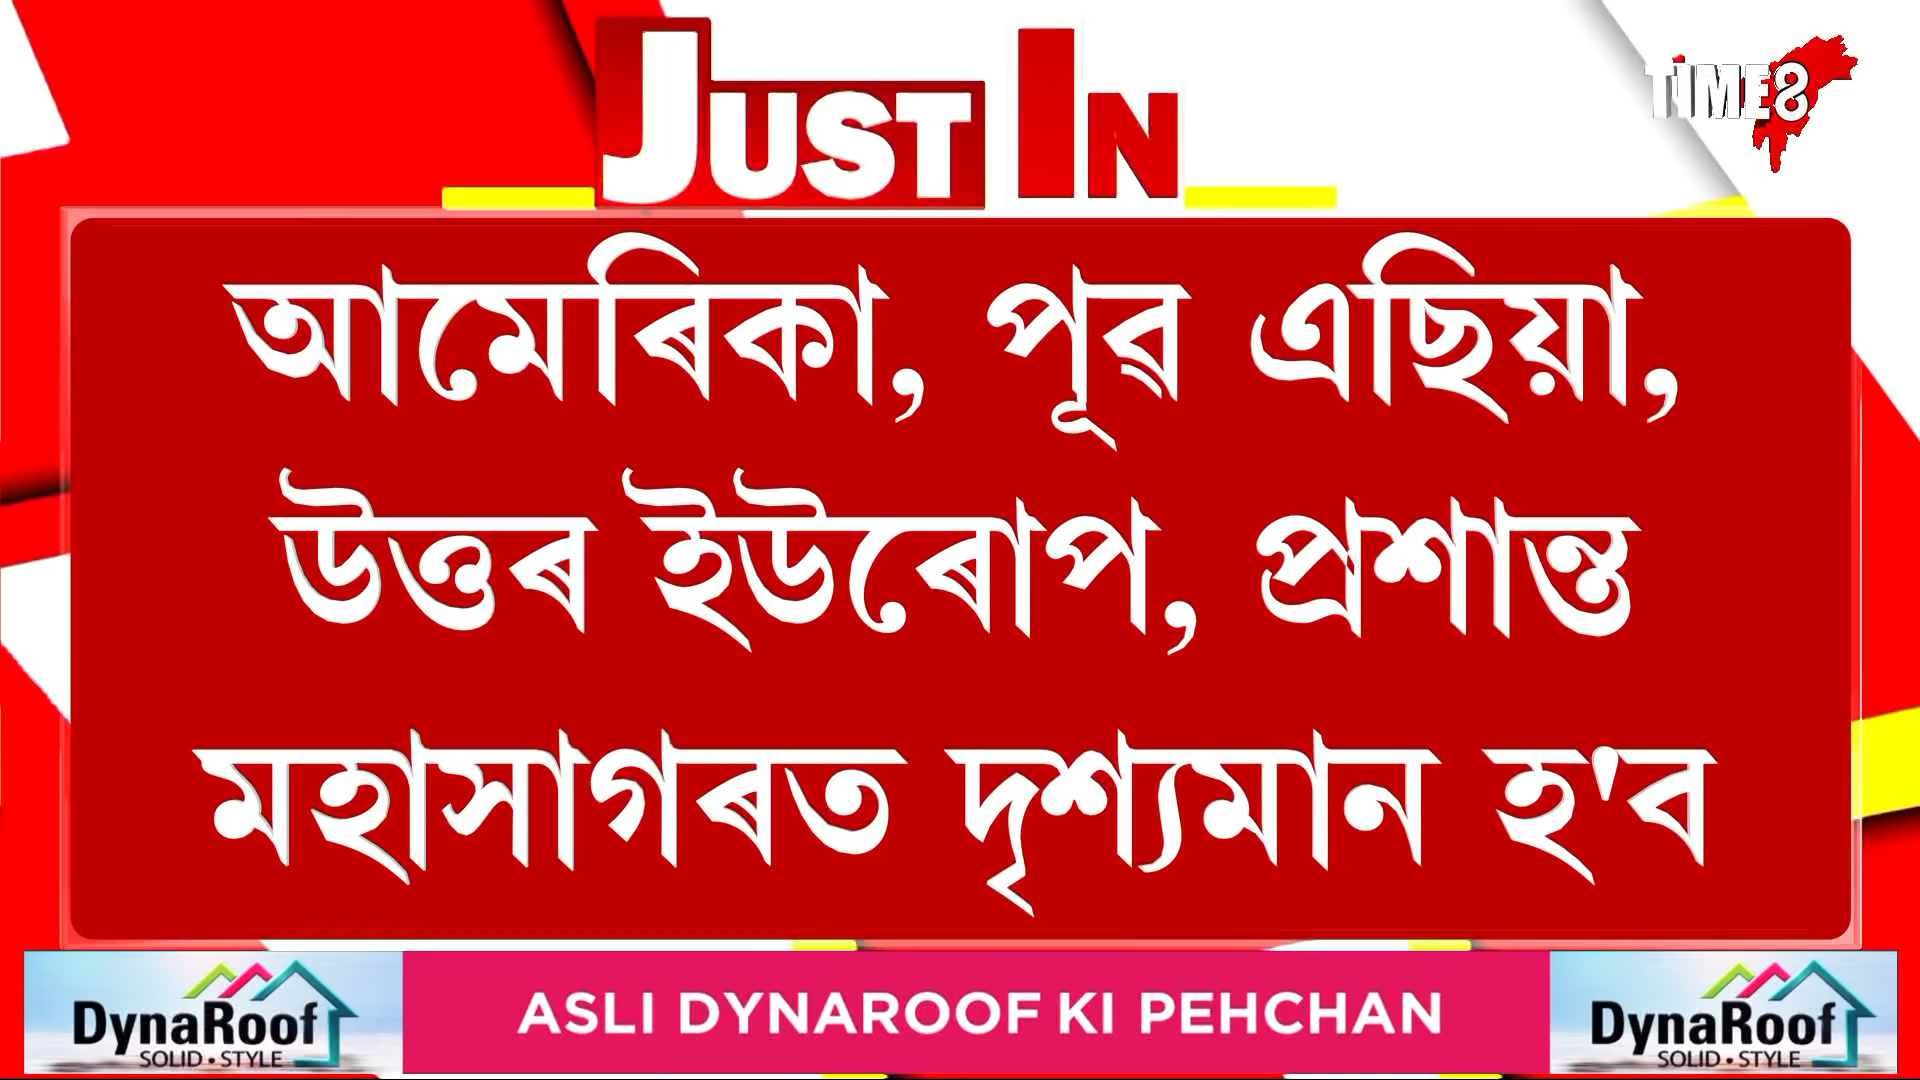 JUST IN
TIME8
আমেৰিকা, পূৱ এছিয়া,
উত্তৰ ইউৰোপ, প্ৰশান্ত
মহাসাগৰত দৃশ্যমান হ'ব
DynaRoof
SOLID • STYLE
ASLI DYNAROOF KI PEHCHAN
DynaRoof
SOLID • STYLE